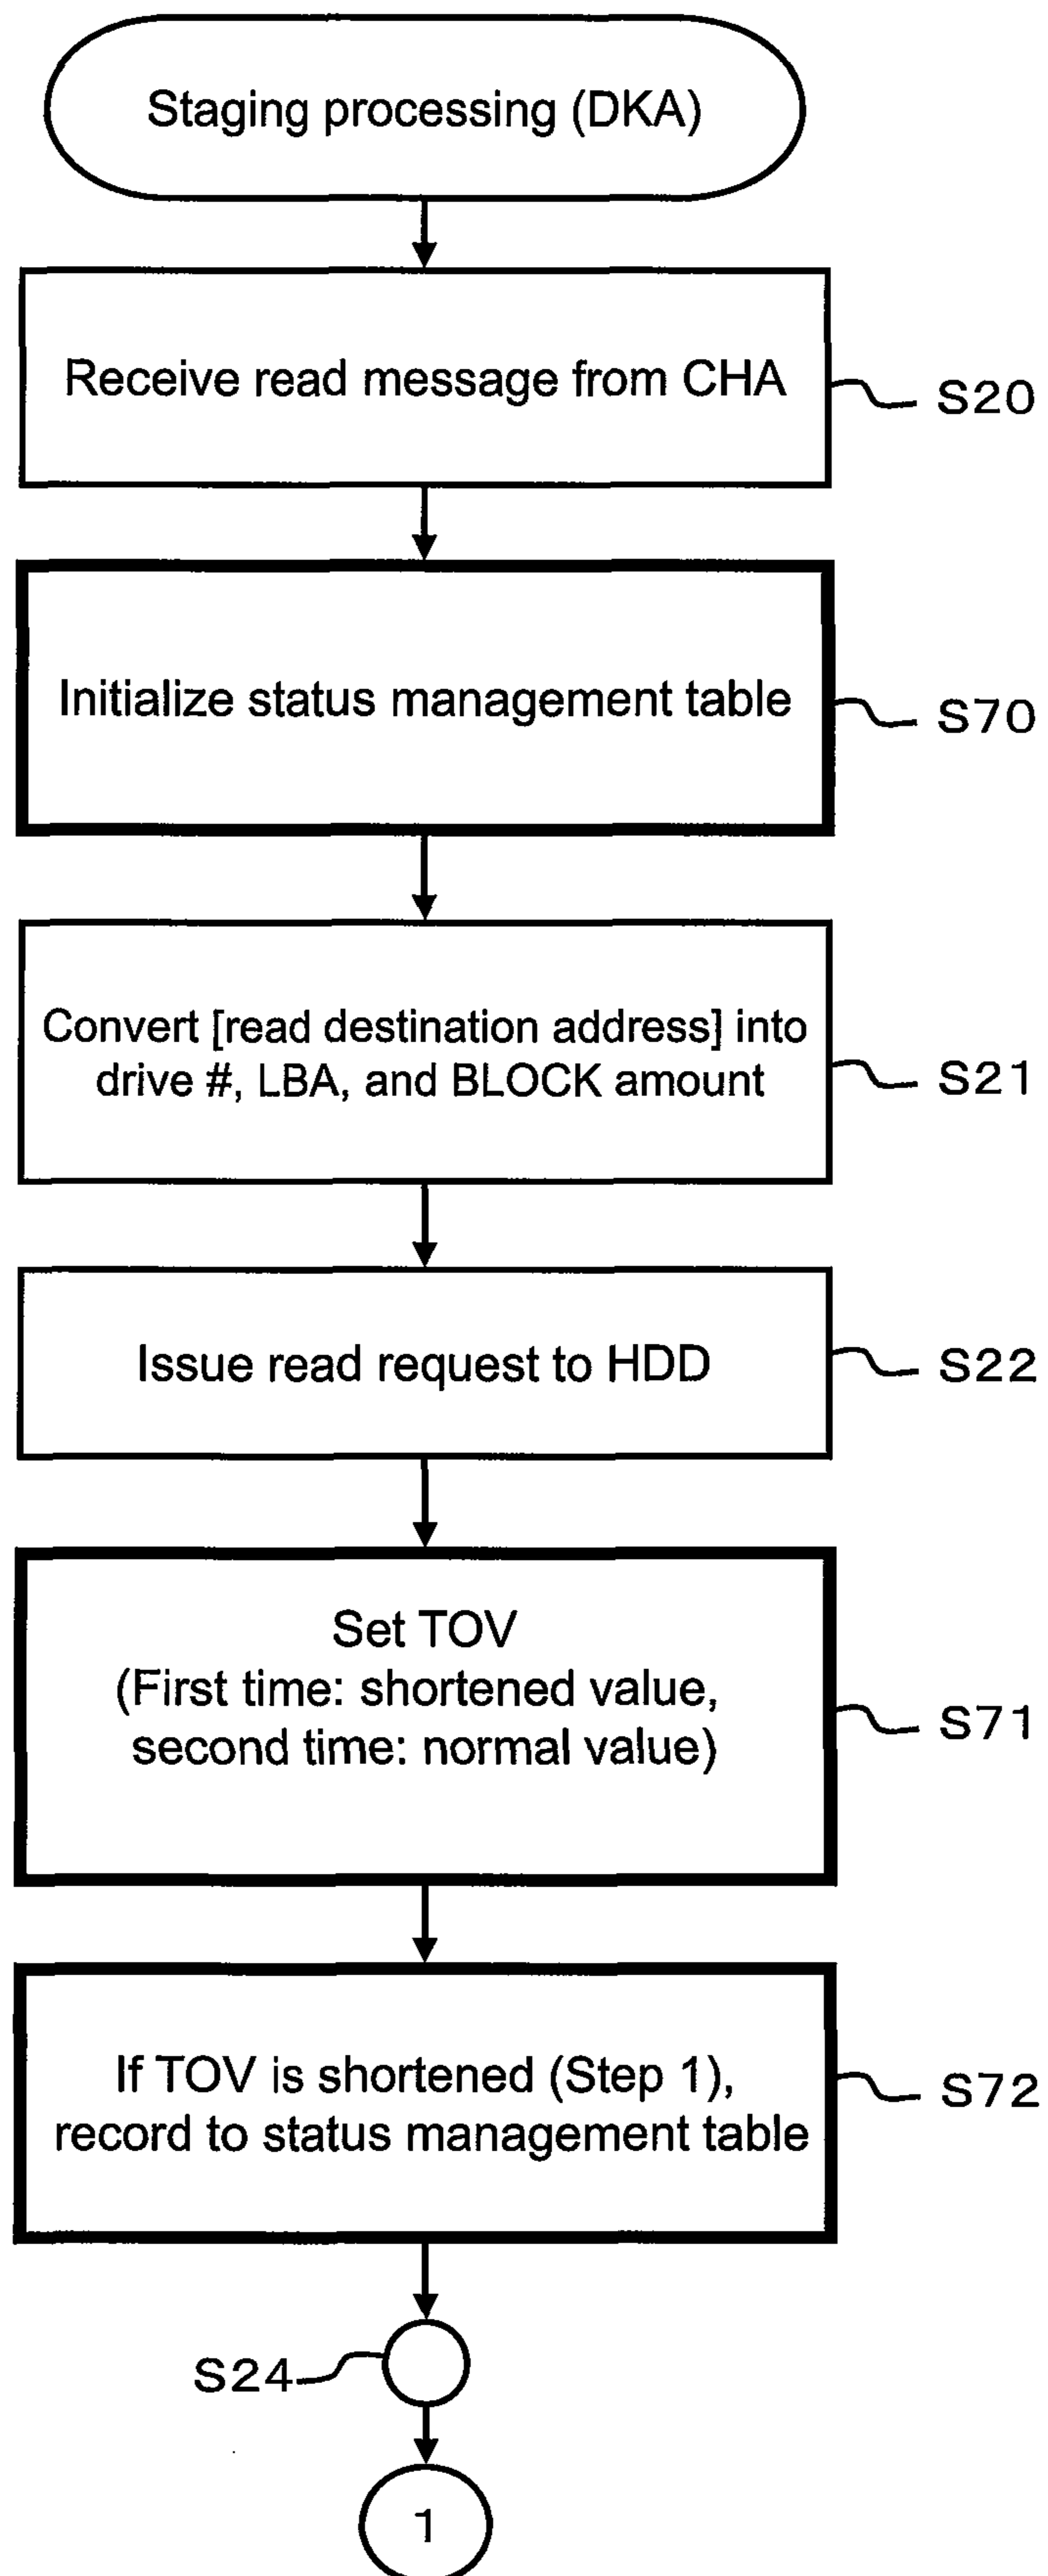 Staging processing (DKA)
Receive read message from CHA
S20
Initialize status management table
S70
Convert [read destination address] into
drive #, LBA, and BLOCK amount
S21
Issue read request to HDD
S22
Set TOV
(First time: shortened value,
second time: normal value)
S71
If TOV is shortened (Step 1),
record to status management table
S72
S24
1